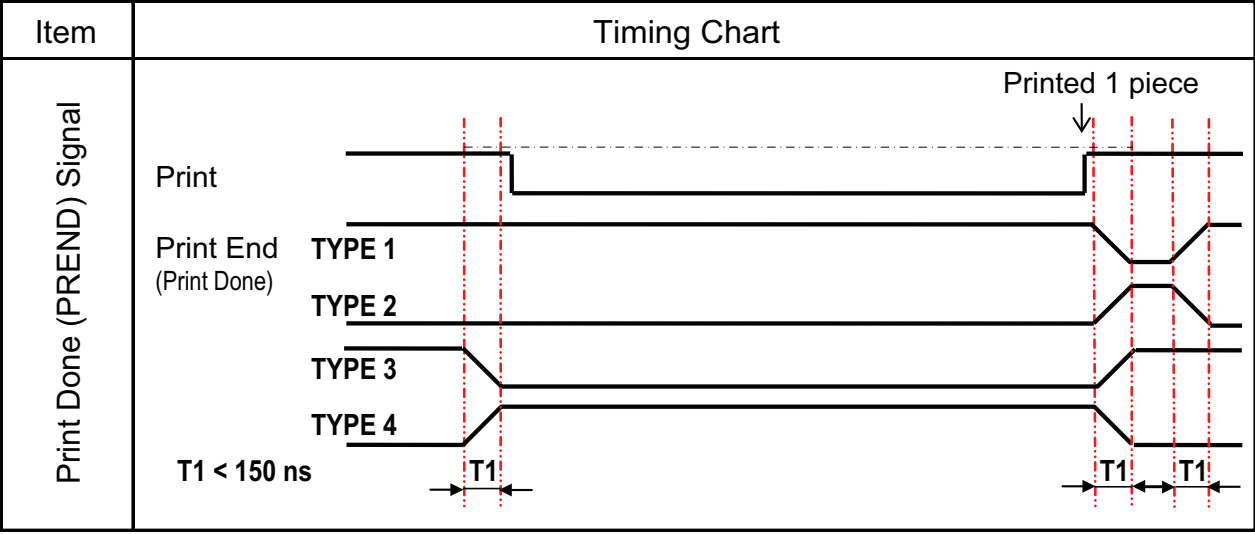 Item
Timing Chart
Print Done (PREND) Signal
Printed 1 piece
Print
Print End
(Print Done)
TYPE 1
TYPE 2
TYPE 3
TYPE 4
T1 < 150 ns
T1
T1
T1